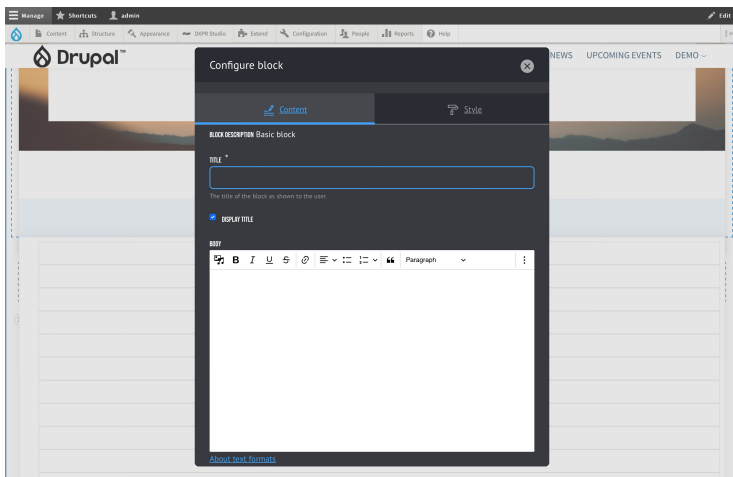 Manage Shortcuts admin Edit
Content Structure Appearance DXPR Studio Extend Configuration People Reports Help
Drupal™ NEWS UPCOMING EVENTS DEMO
Configure block
Content Style
BLOCK DESCRIPTION Basic block
TITLE *
The title of the block as shown to the user.
DISPLAY TITLE
BODY
B I U S Paragraph
About text formats